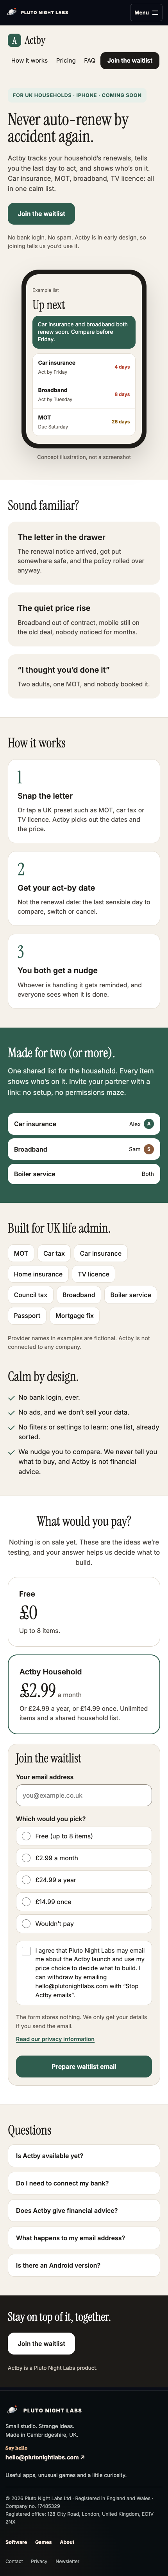 PLUTO NIGHT LABS
Menu
A Actby
How it works Pricing FAQ Join the waitlist
FOR UK HOUSEHOLDS · IPHONE · COMING SOON
Never auto-renew by
accident again.
Actby tracks your household’s renewals, tells
you the last day to act, and shows who’s on it.
Car insurance, MOT, broadband, TV licence: all
in one calm list.
Join the waitlist
No bank login. No spam. Actby is in early design, so
joining tells us you’d use it.
Example list
Up next
Car insurance and broadband both
renew soon. Compare before
Friday.
Car insurance
Act by Friday
4 days
Broadband
Act by Tuesday
8 days
MOT
Due Saturday
26 days
Concept illustration, not a screenshot
Sound familiar?
The letter in the drawer
The renewal notice arrived, got put
somewhere safe, and the policy rolled over
anyway.
The quiet price rise
Broadband out of contract, mobile still on
the old deal, nobody noticed for months.
“I thought you’d done it”
Two adults, one MOT, and nobody booked it.
How it works
1
Snap the letter
Or tap a UK preset such as MOT, car tax or
TV licence. Actby picks out the dates and
the price.
2
Get your act-by date
Not the renewal date: the last sensible day to
compare, switch or cancel.
3
You both get a nudge
Whoever is handling it gets reminded, and
everyone sees when it is done.
Made for two (or more).
One shared list for the household. Every item
shows who’s on it. Invite your partner with a
link: no setup, no permissions maze.
Car insurance Alex A
Broadband Sam S
Boiler service Both
Built for UK life admin.
MOT Car tax Car insurance
Home insurance TV licence
Council tax Broadband Boiler service
Passport Mortgage fix
Provider names in examples are fictional. Actby is not
connected to any company.
Calm by design.
No bank login, ever.
No ads, and we don’t sell your data.
No filters or settings to learn: one list, already
sorted.
We nudge you to compare. We never tell you
what to buy, and Actby is not financial
advice.
What would you pay?
Nothing is on sale yet. These are the ideas we’re
testing, and your answer helps us decide what to
build.
Free
£0
Up to 8 items.
Actby Household
£2.99 a month
Or £24.99 a year, or £14.99 once. Unlimited
items and a shared household list.
Join the waitlist
Your email address
you@example.co.uk
Which would you pick?
Free (up to 8 items)
£2.99 a month
£24.99 a year
£14.99 once
Wouldn’t pay
I agree that Pluto Night Labs may email
me about the Actby launch and use my
price choice to decide what to build. I
can withdraw by emailing
hello@plutonightlabs.com with “Stop
Actby emails”.
The form stores nothing. We only get your details
if you send the email.
Read our privacy information
Prepare waitlist email
Questions
Is Actby available yet?
Do I need to connect my bank?
Does Actby give financial advice?
What happens to my email address?
Is there an Android version?
Stay on top of it, together.
Join the waitlist
Actby is a Pluto Night Labs product.
PLUTO NIGHT LABS
Small studio. Strange ideas.
Made in Cambridgeshire, UK.
Say hello
hello@plutonightlabs.com ↗
Useful apps, unusual games and a little curiosity.
© 2026 Pluto Night Labs Ltd · Registered in England and Wales ·
Company no. 17485329
Registered office: 128 City Road, London, United Kingdom, EC1V
2NX
Software Games About
Contact Privacy Newsletter